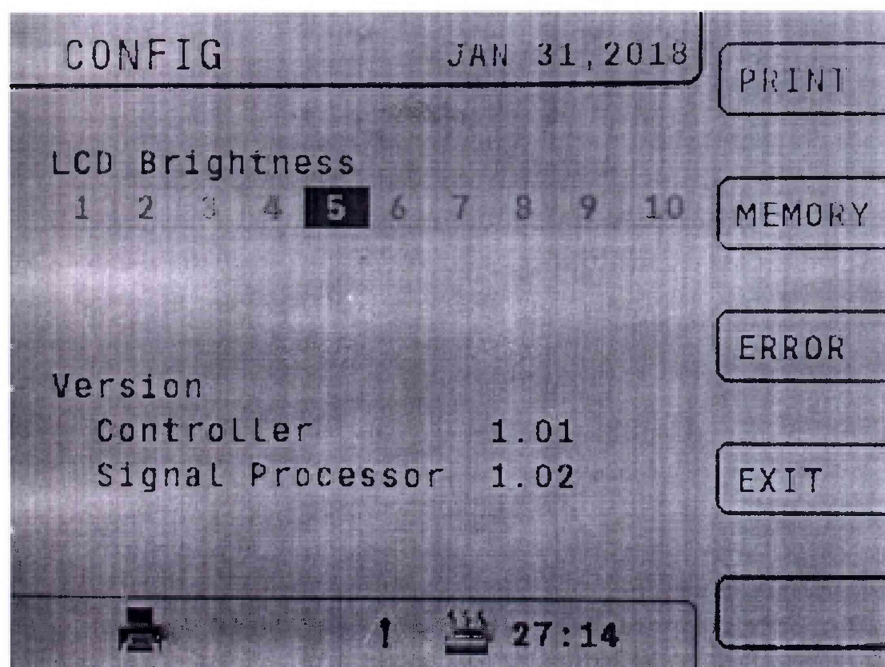 CONFIG JAN 31,2018
PRINT
LCD Brightness
1 2 3 4 5 6 7 8 9 10
MEMORY
ERROR
Version
Controller 1.01
Signal Processor 1.02
EXIT
27:14